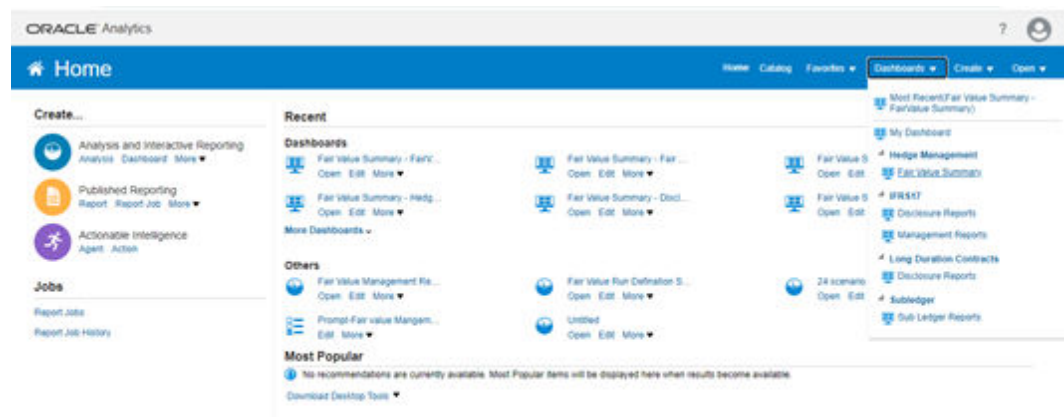 ORACLE Analytics
?
Home
Home Catalog Favorites Dashboards Create Open
Create...
Analysis and Interactive Reporting
Analysis Dashboard More
Published Reporting
Report Report Job More
Actionable Intelligence
Agent Action
Jobs
Report Jobs
Report Job History
Recent
Dashboards
Fair Value Summary - FairV...
Open Edit More
Fair Value Summary - Fair ...
Open Edit More
Fair Value S
Open Edit
Fair Value Summary - Hedg...
Open Edit More
Fair Value Summary - Discl...
Open Edit More
Fair Value S
Open Edit
More Dashboards
Others
Fair Value Management Re...
Open Edit More
Fair Value Run Defination S...
Open Edit More
24 scenario
Open Edit
Prompt-Fair value Mangem...
Edit More
Untitled
Open Edit More
Most Popular
No recommendations are currently available. Most Popular items will be displayed here when results become available.
Download Desktop Tools
Most Recent(Fair Value Summary -
FairValue Summary)
My Dashboard
Hedge Management
Fair Value Summary
IFRS17
Disclosure Reports
Management Reports
Long Duration Contracts
Disclosure Reports
Subledger
Sub Ledger Reports